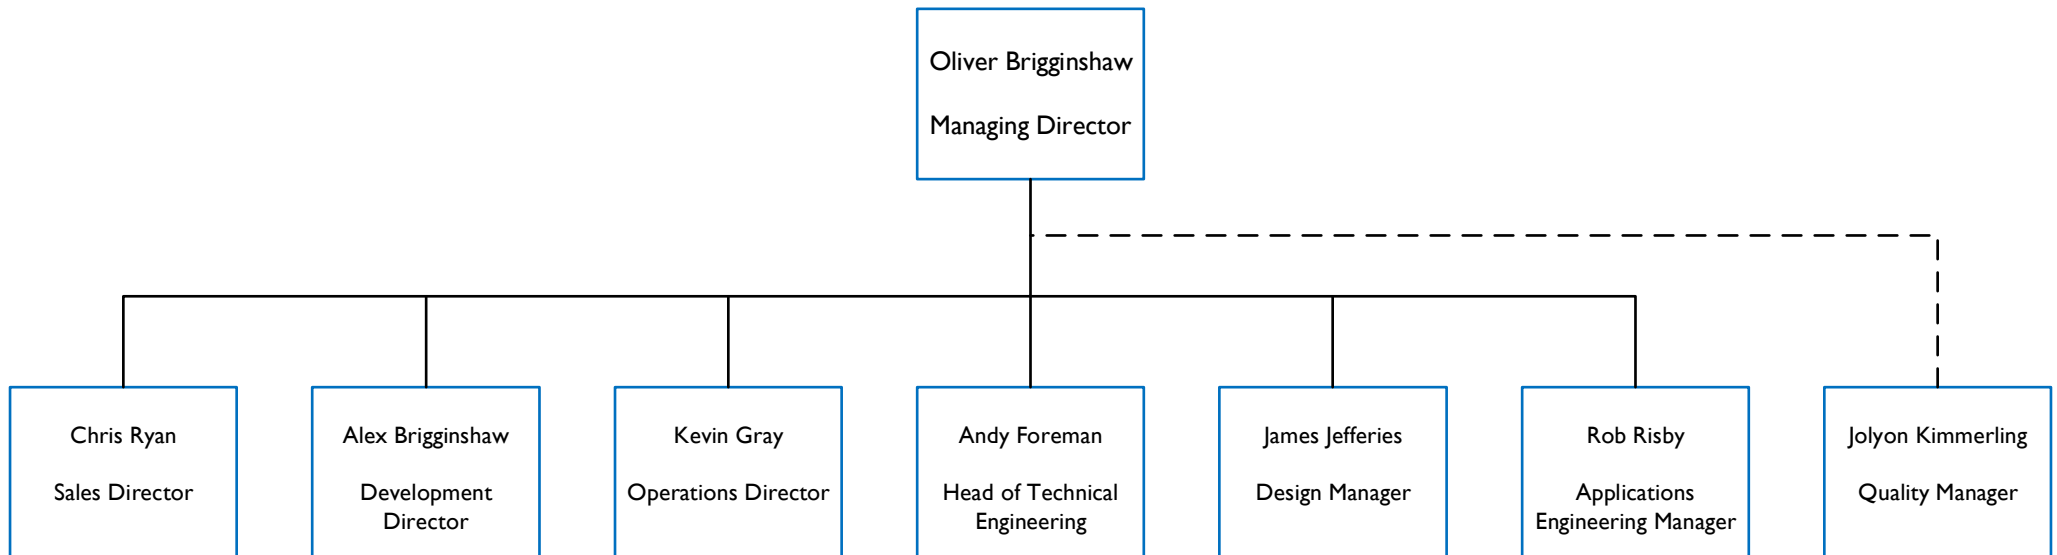 Oliver Brigginshaw
Managing Director
Chris Ryan
Sales Director
Alex Brigginshaw
Development
Director
Kevin Gray
Operations Director
Andy Foreman
Head of Technical
Engineering
James Jefferies
Design Manager
Rob Risby
Applications
Engineering Manager
Jolyon Kimmerling
Quality Manager